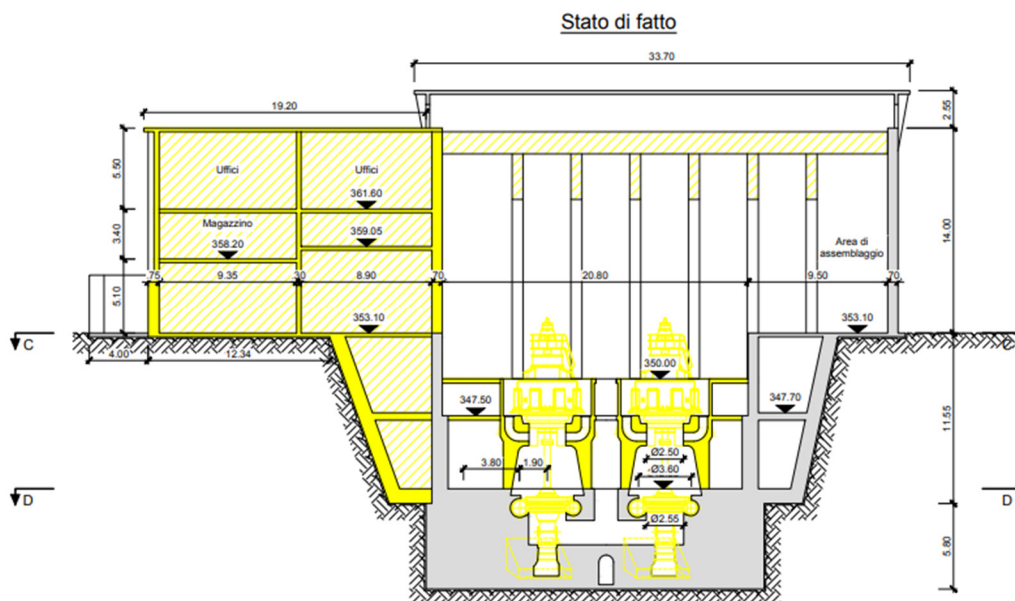 Stato di fatto
33.70
19.20
2.55
5.50
Uffici
Uffici
361.60
3.40
Magazzino
358.20
359.05
Area di
assemblaggio
14.00
.75
9.35
.30
8.90
.70
20.80
9.50
.70
5.10
353.10
353.10
C
C
4.00
12.34
350.00
347.50
347.70
11.55
Ø2.50
3.80
1.90
Ø3.60
D
D
Ø2.55
5.80